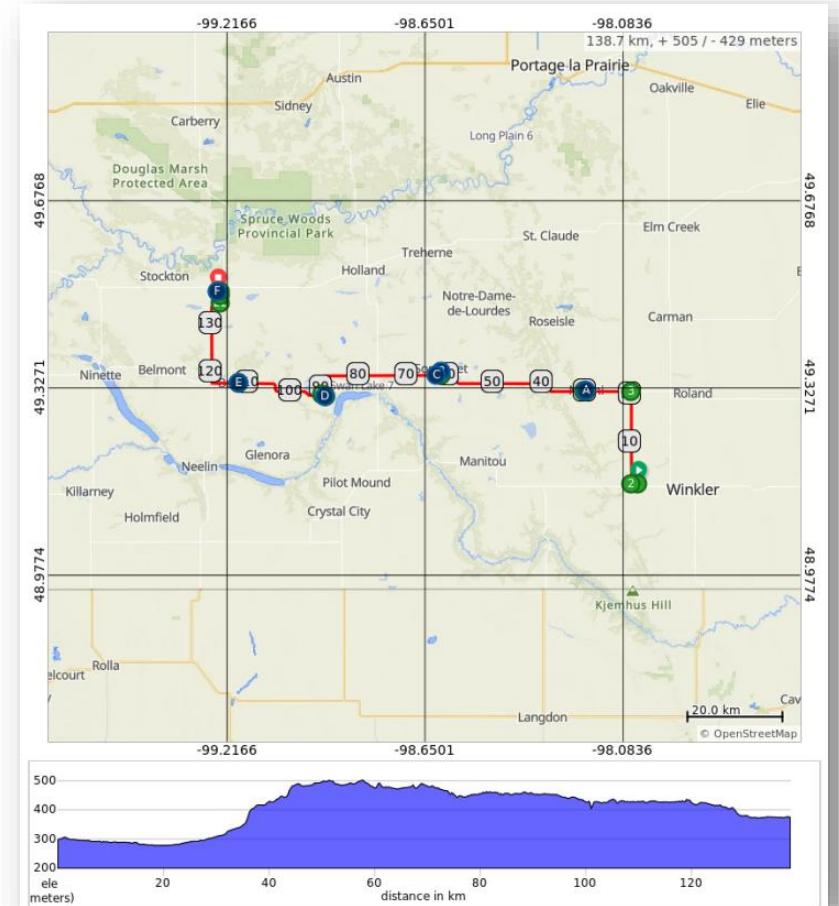 -99.2166 -98.6501 -98.0836
138.7 km, + 505 / - 429 meters
Portage la Prairie
Austin
Oakville
Sidney
Elie
Carberry
Long Plain 6
Douglas Marsh
Protected Area
49.6768 49.6768
Spruce Woods
Provincial Park
Elm Creek
St. Claude
Treherne
Stockton
Holland
F
Notre-Dame-
de-Lourdes
Carman
130
Roseisle
Ninette
Belmont
120
80
70
C
49.3271 49.3271
E
100
Swan Lake 7
50
40
A
3
Roland
D
10
Glenora
Manitou
Neelin
Pilot Mound
2
Winkler
Killarney
Crystal City
Holmfield
48.9774 48.9774
Kjemhus Hill
Rolla
elcourt
Cav
20.0 km
Langdon
© OpenStreetMap
-99.2166 -98.6501 -98.0836
500
400
300
200
ele
meters)
20 40 60 80 100 120
distance in km